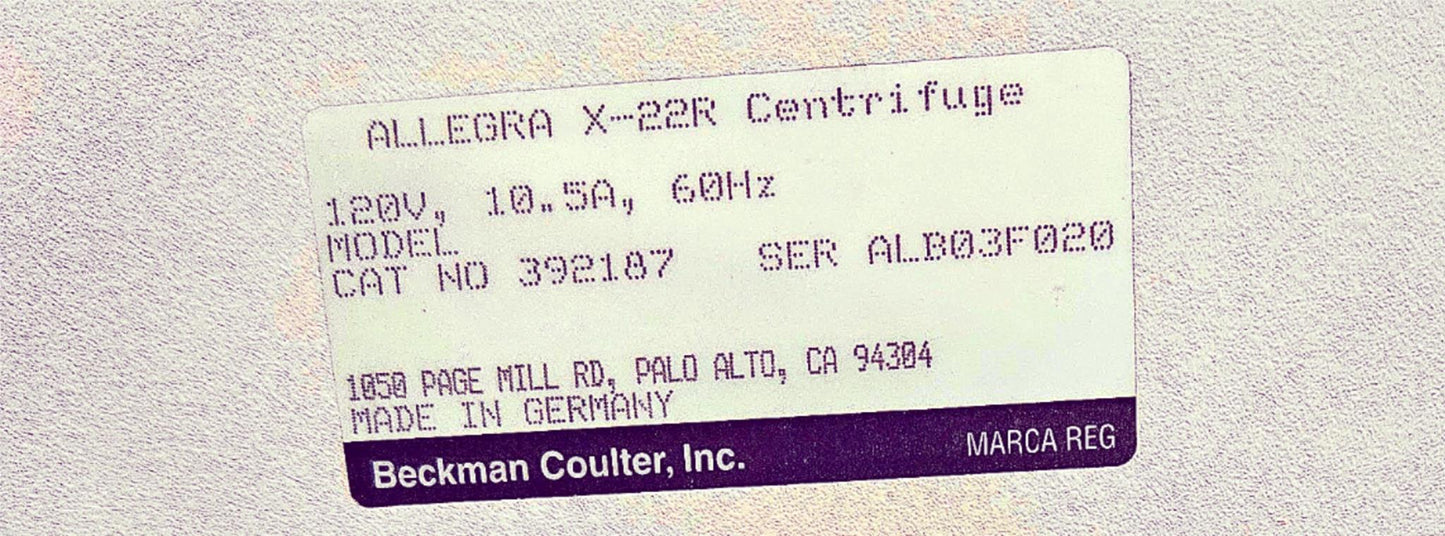 ALLEGRA X-22R Centrifuge
120V, 10.5A, 60Hz
MODEL
CAT NO 392187 SER ALB03F020
1050 PAGE MILL RD, PALO ALTO, CA 94304
MADE IN GERMANY
Beckman Coulter, Inc. MARCA REG